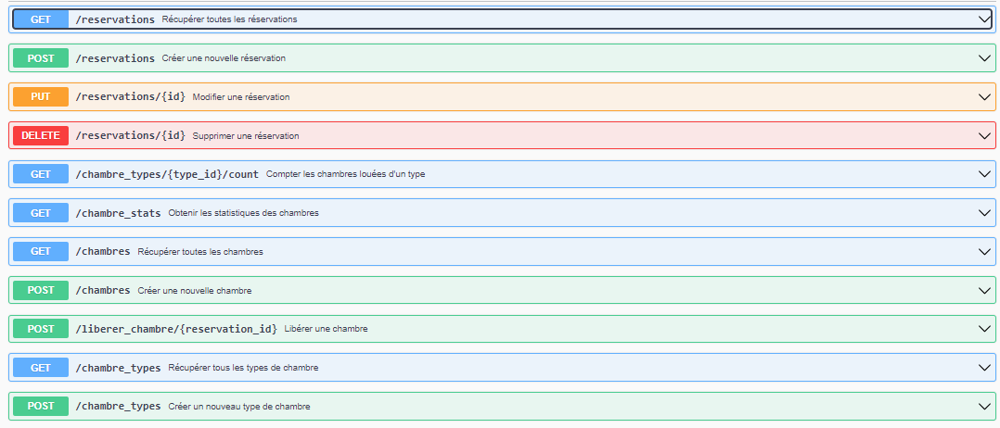 GET /reservations Récupérer toutes les réservations
POST /reservations Créer une nouvelle réservation
PUT /reservations/{id} Modifier une réservation
DELETE /reservations/{id} Supprimer une réservation
GET /chambre_types/{type_id}/count Compter les chambres louées d'un type
GET /chambre_stats Obtenir les statistiques des chambres
GET /chambres Récupérer toutes les chambres
POST /chambres Créer une nouvelle chambre
POST /liberer_chambre/{reservation_id} Libérer une chambre
GET /chambre_types Récupérer tous les types de chambre
POST /chambre_types Créer un nouveau type de chambre